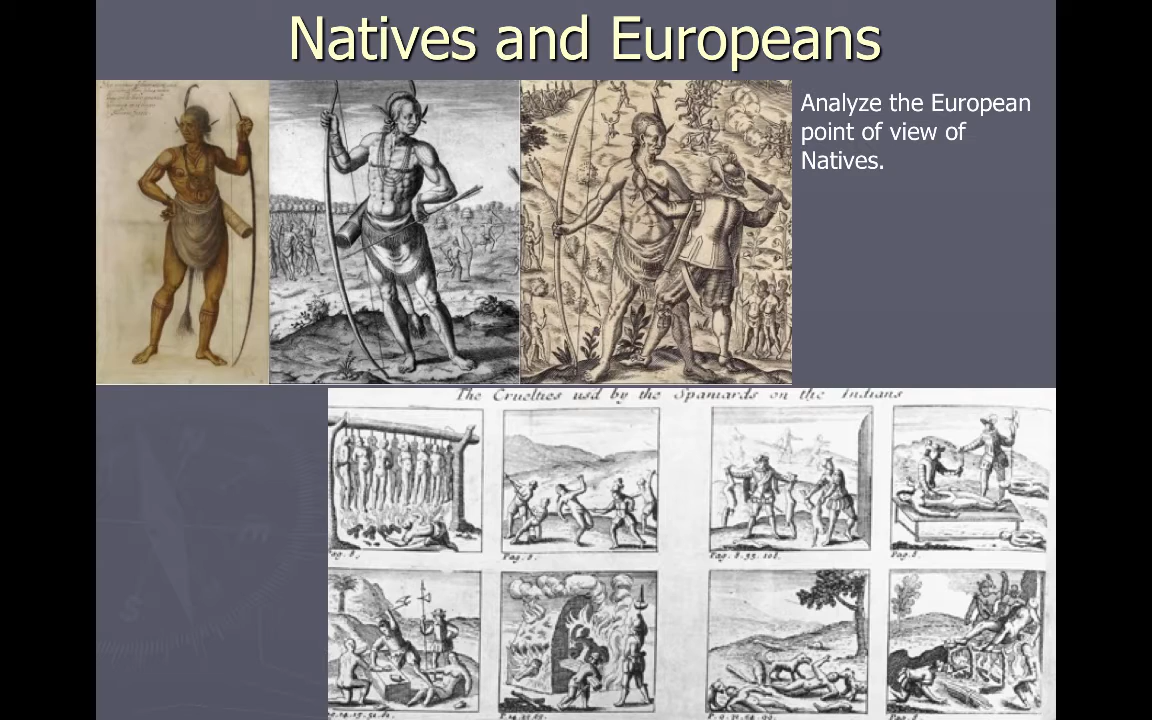 Natives and Europeans
Analyze the European
point of view of
Natives.
The Cruelties usd by the Spaniards on the Indians
Pag. 8.
Pag. 8. 95. 108.
Pag. 8.
Pag. 8.